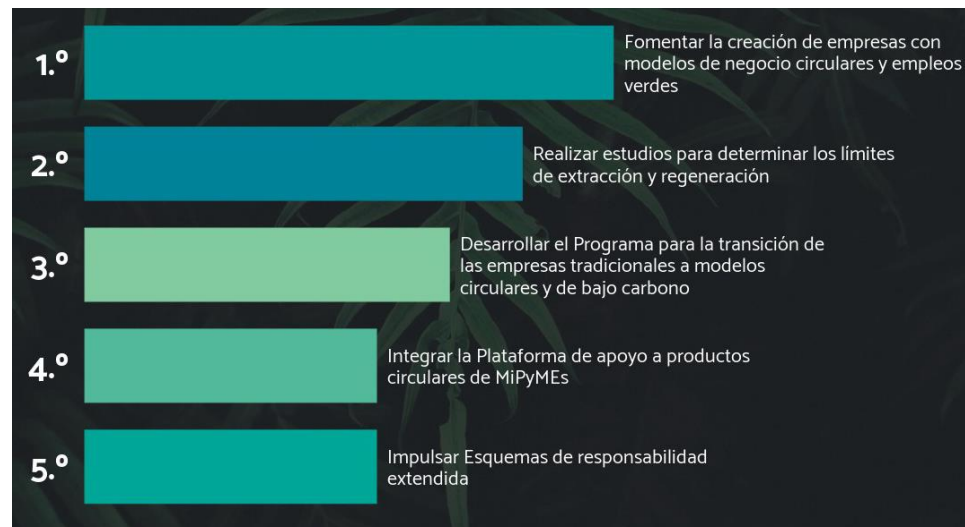 1.º
Fomentar la creación de empresas con
modelos de negocio circulares y empleos
verdes
2.º
Realizar estudios para determinar los límites
de extracción y regeneración
3.º
Desarrollar el Programa para la transición de
las empresas tradicionales a modelos
circulares y de bajo carbono
4.º
Integrar la Plataforma de apoyo a productos
circulares de MiPyMEs
5.º
Impulsar Esquemas de responsabilidad
extendida